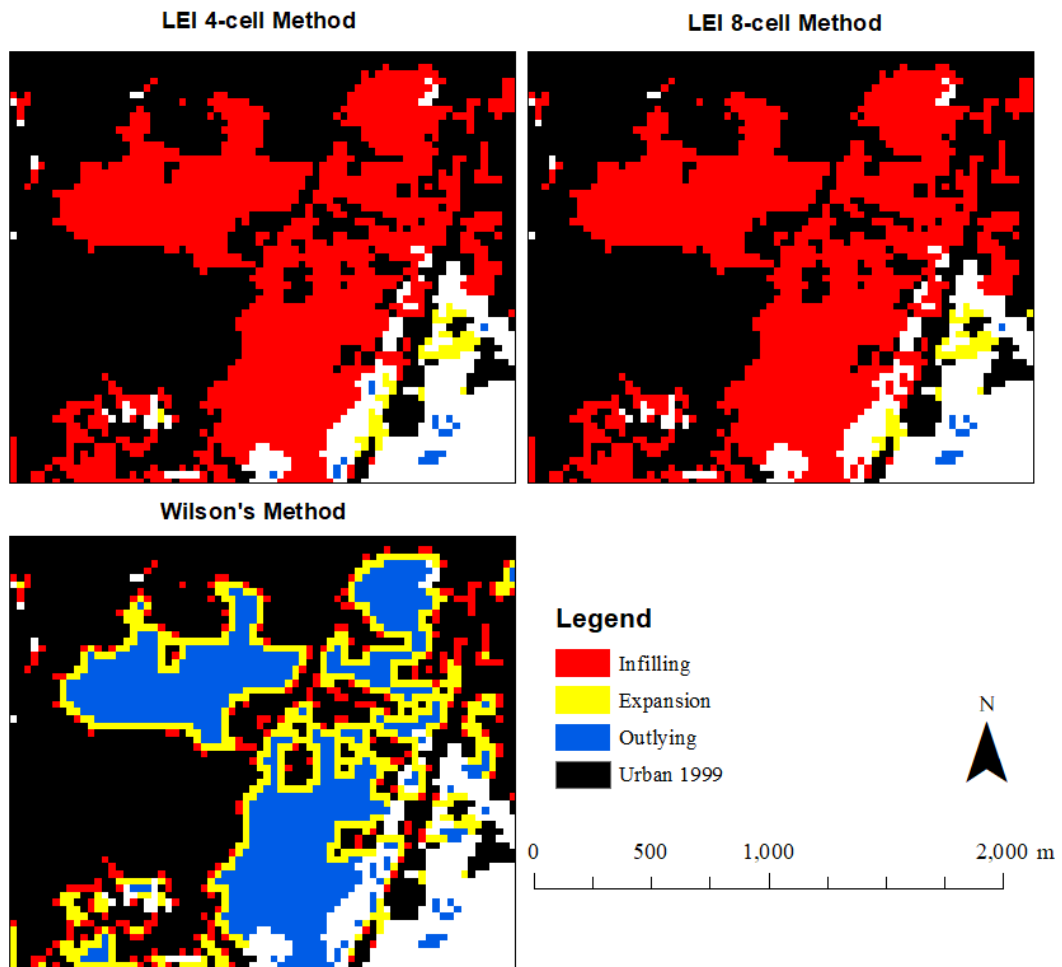 LEI 4-cell Method
LEI 8-cell Method
Wilson's Method
Legend
Infilling
Expansion
Outlying
Urban 1999
N
0 500 1,000 2,000 m